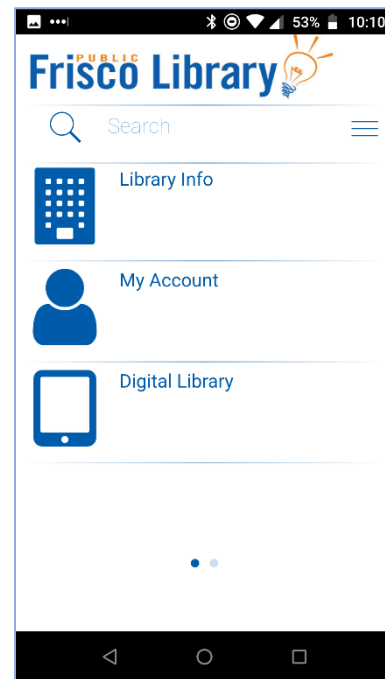 53% 10:10
PUBLIC
Frisco Library
Search
Library Info
My Account
Digital Library